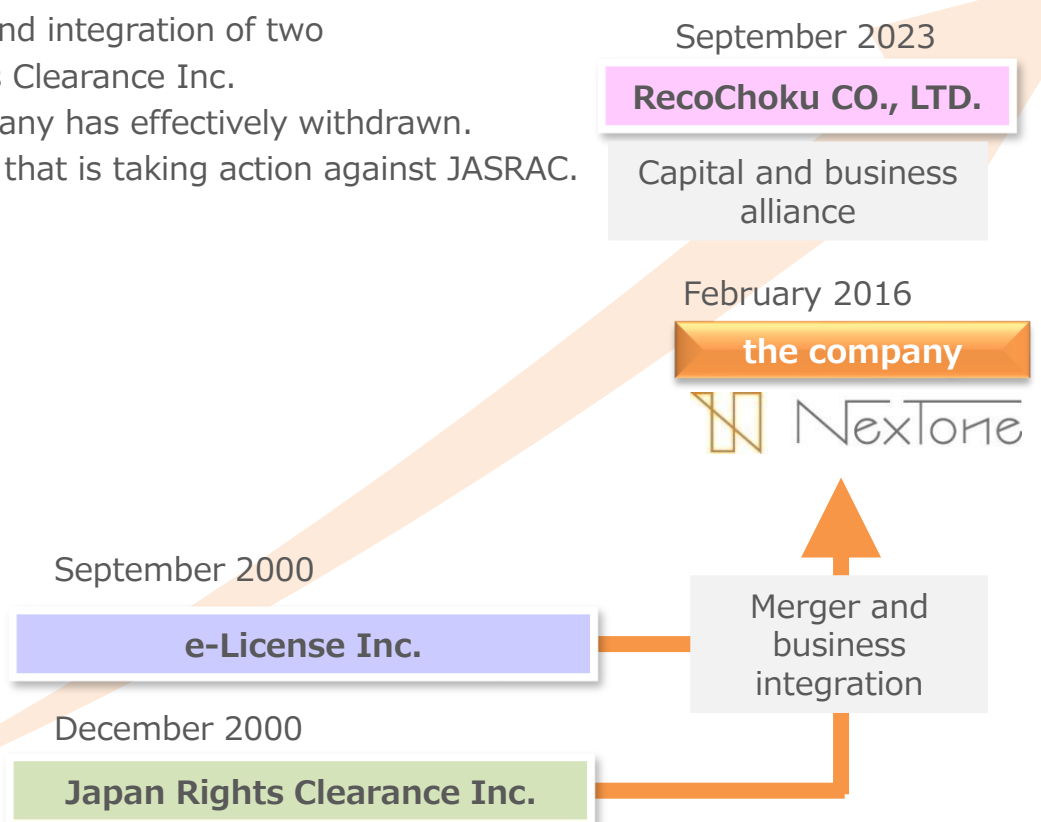 nd integration of two
s Clearance Inc.
any has effectively withdrawn.
that is taking action against JASRAC.
September 2023
RecoChoku CO., LTD.
Capital and business
alliance
February 2016
the company
NexTone
September 2000
e-License Inc.
Merger and
business
integration
December 2000
Japan Rights Clearance Inc.